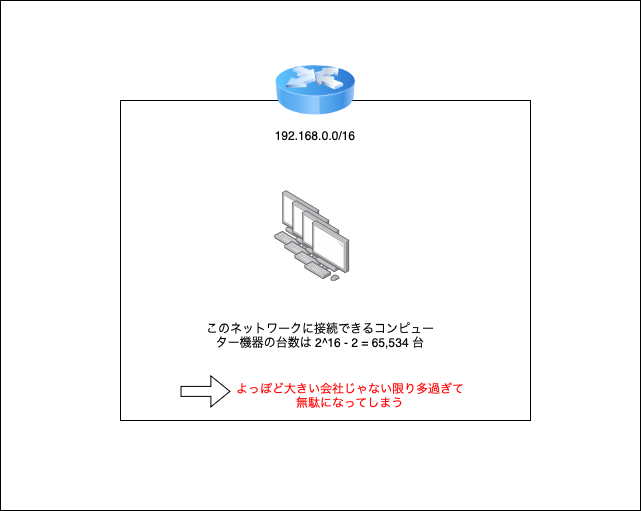 192.168.0.0/16
このネットワークに接続できるコンピュー
ター機器の台数は 2^16 - 2 = 65,534 台
よっぽど大きい会社じゃない限り多過ぎて
無駄になってしまう